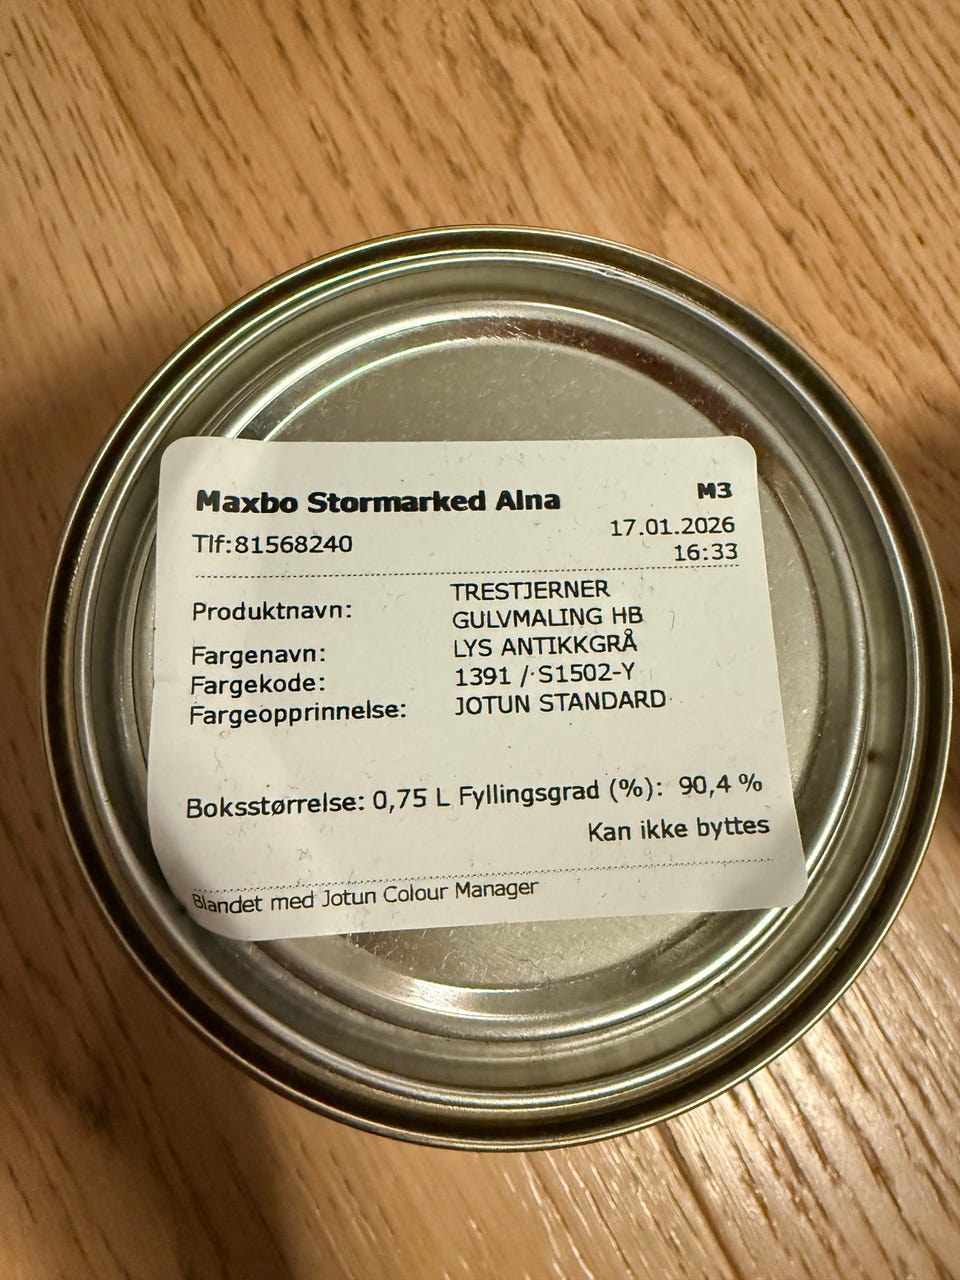 Maxbo Stormarked Alna M3
Tlf:81568240 17.01.2026
16:33
Produktnavn: TRESTJERNER
GULVMALING HB
Fargenavn: LYS ANTIKKGRÅ
Fargekode: 1391 / S1502-Y
Fargeopprinnelse: JOTUN STANDARD
Boksstørrelse: 0,75 L Fyllingsgrad (%): 90,4 %
Kan ikke byttes
Blandet med Jotun Colour Manager